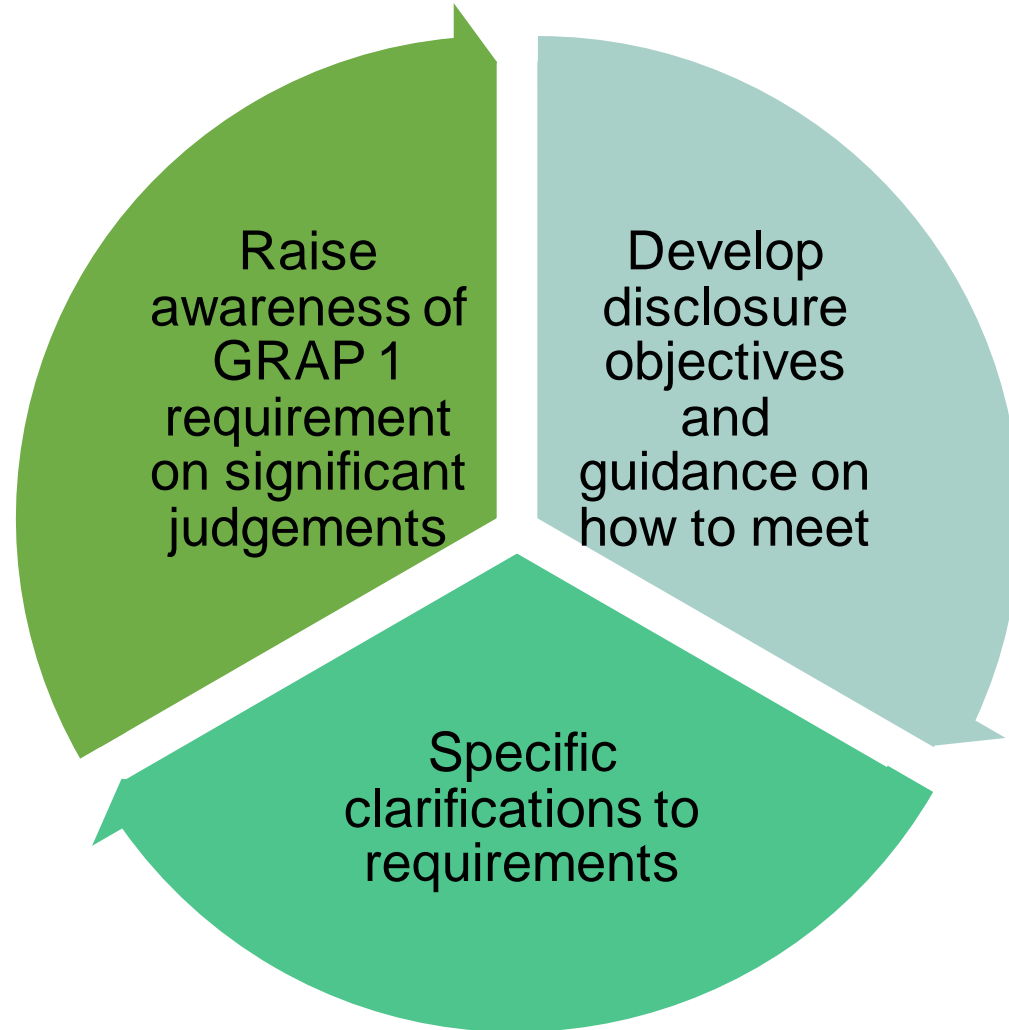 Raise
awareness of
GRAP 1
requirement
on significant
judgements
Develop
disclosure
objectives
and
guidance on
how to meet
Specific
clarifications to
requirements